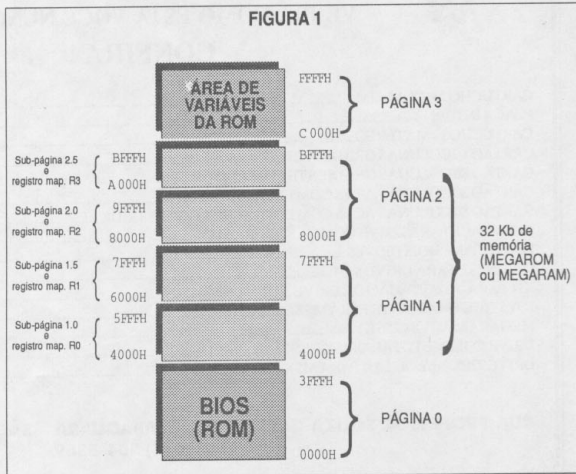 FIGURA 1
ÁREA DE
VARIÁVEIS
DA ROM
FFFFH
C000H
PÁGINA 3
Sub-página 2.5
e
registro map. R3
BFFFH
A000H
BFFFH
8000H
PÁGINA 2
Sub-página 2.0
e
registro map. R2
9FFFH
8000H
Sub-página 1.5
e
registro map. R1
7FFFH
6000H
7FFFH
4000H
PÁGINA 1
Sub-página 1.0
e
registro map. R0
5FFFH
4000H
32 Kb de
memória
(MEGAROM
ou MEGARAM)
BIOS
(ROM)
3FFFH
0000H
PÁGINA 0